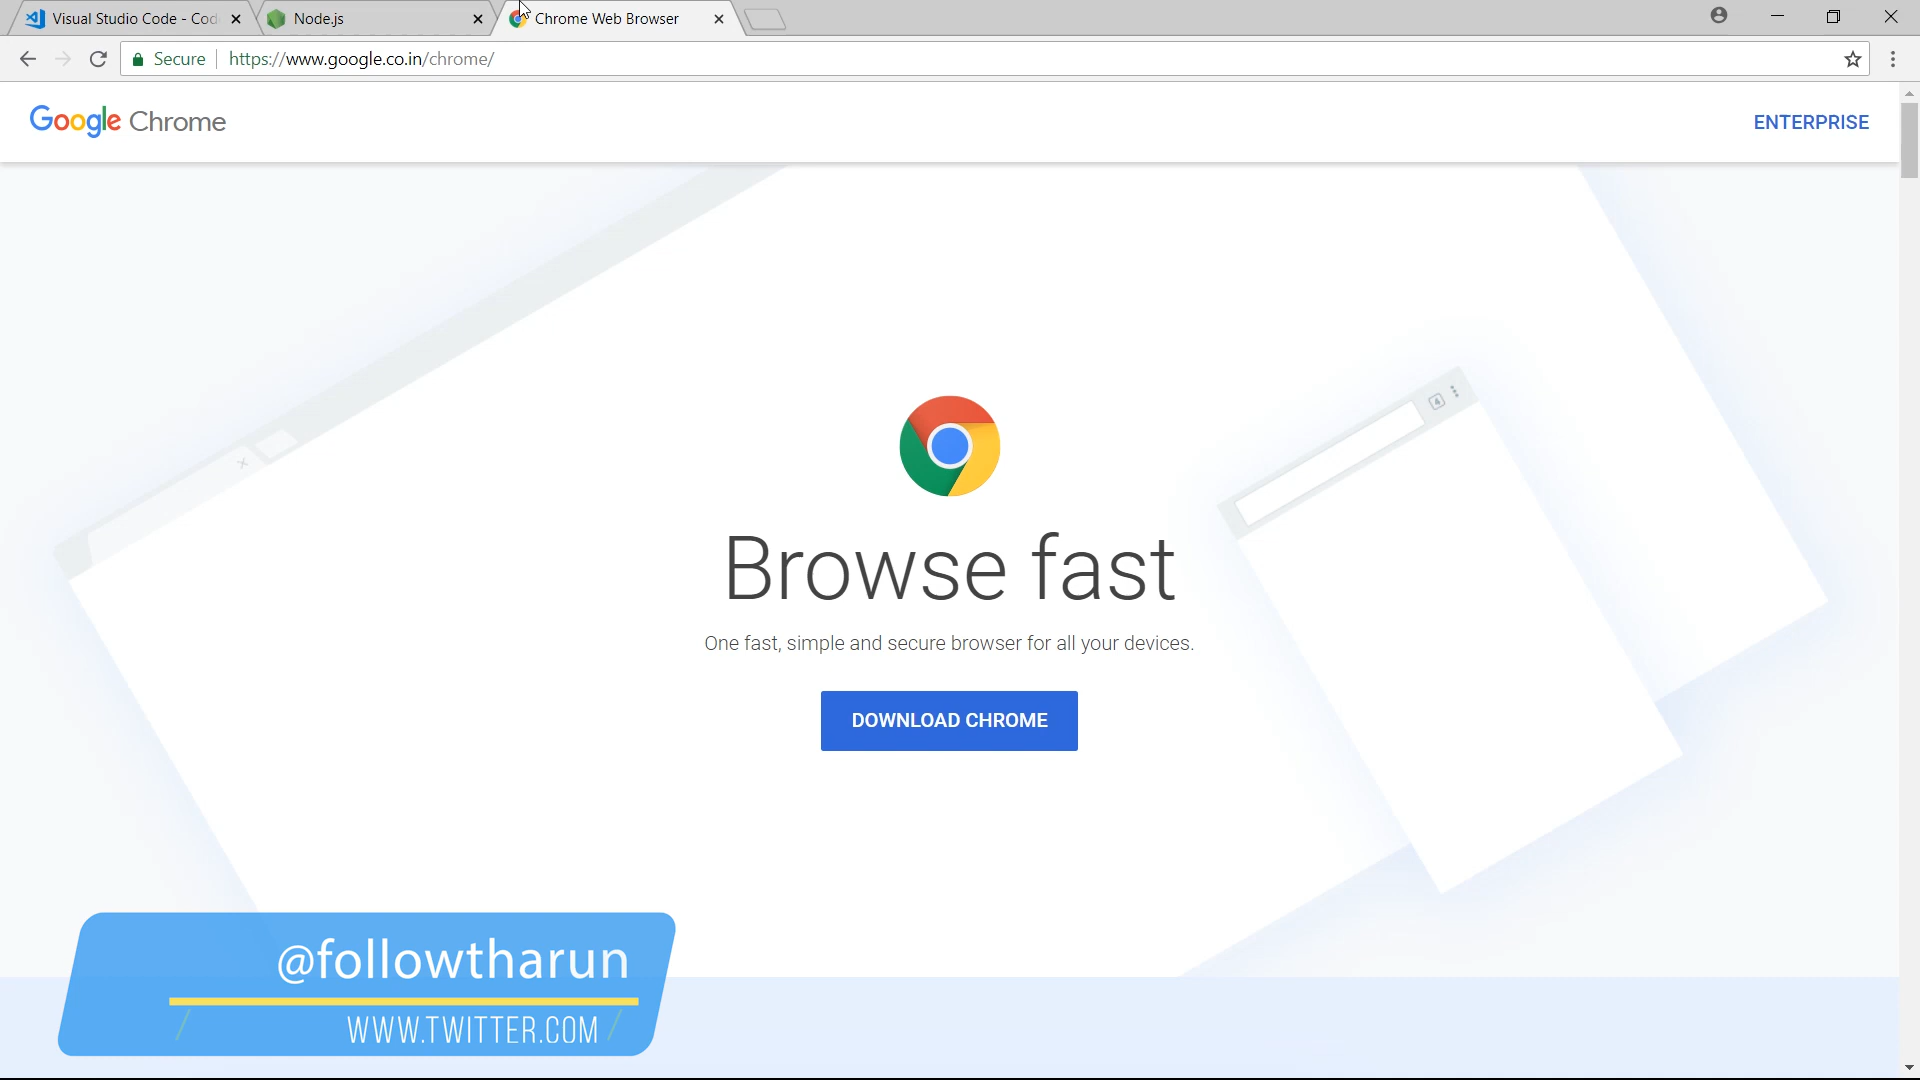 Visual Studio Code - Cod
Node.js
Chrome Web Browser
Secure
https://www.google.co.in/chrome/
Google Chrome
ENTERPRISE
4
Browse fast
One fast, simple and secure browser for all your devices.
DOWNLOAD CHROME
@followtharun
WWW.TWITTER.COM